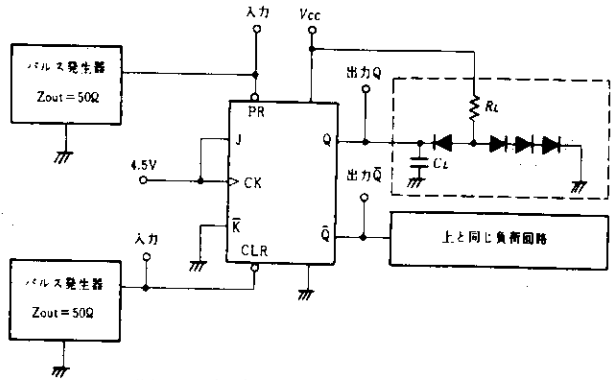 入力
Vcc
パルス発生器
Zout = 50Ω
出力Q
RL
PR
J
Q
CL
4.5V
CK
出力Q̅
K̅
Q̅
入力
CLR
上と同じ負荷回路
パルス発生器
Zout = 50Ω